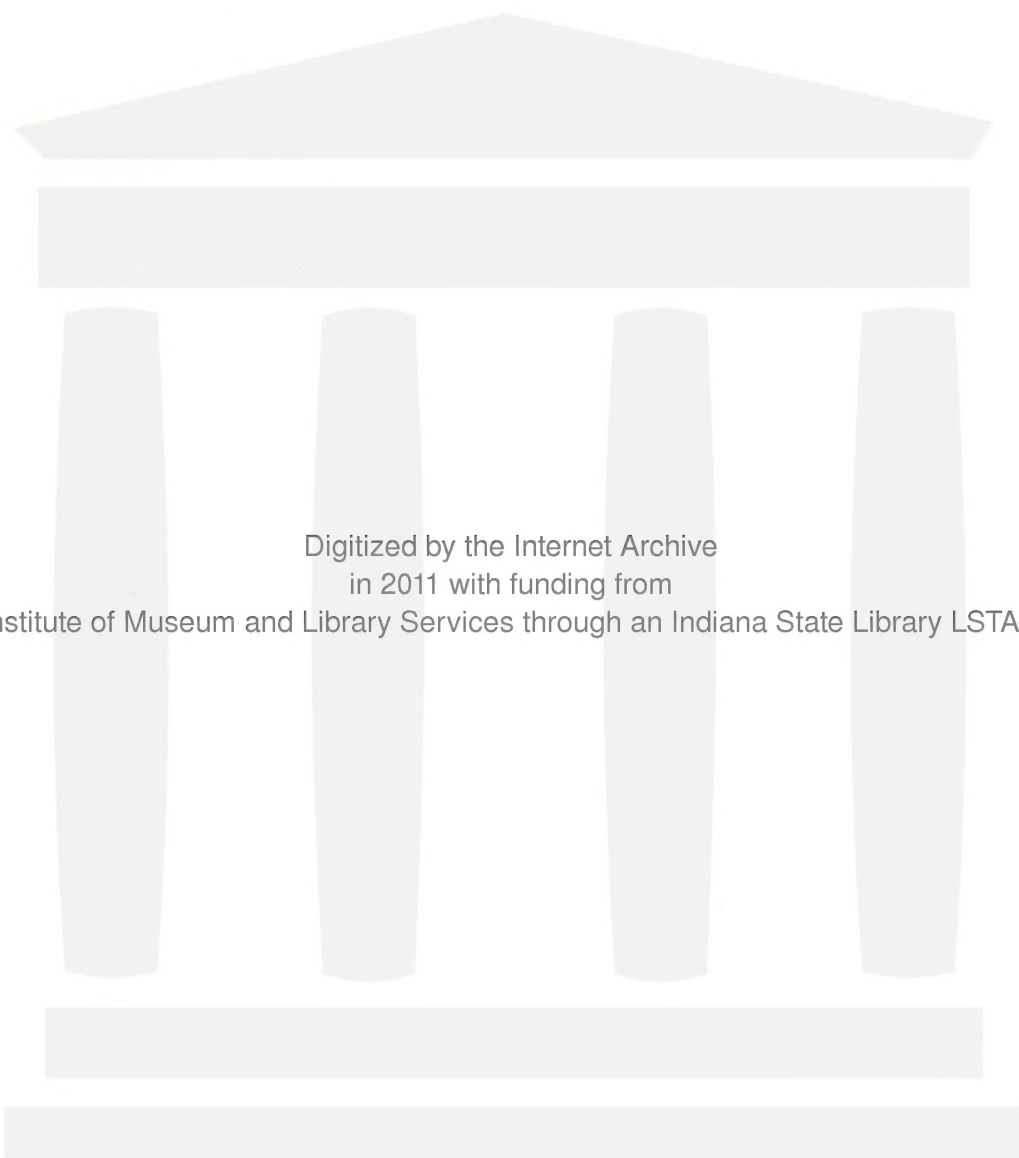 Digitized by the Internet Archive
in 2011 with funding from
nstitute of Museum and Library Services through an Indiana State Library LSTA